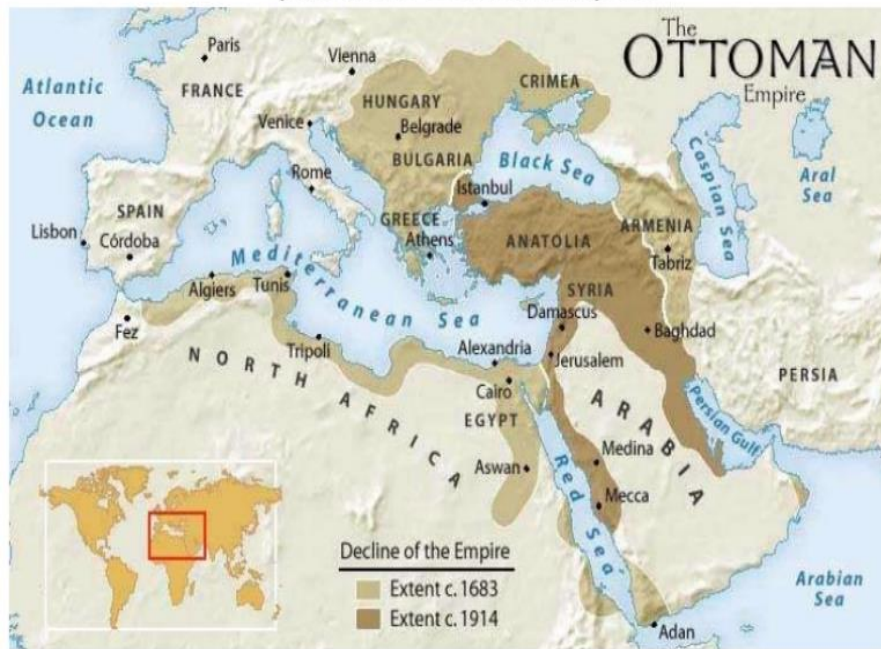 The
OTTOMAN
Empire
Paris
Vienna
FRANCE
Atlantic
Ocean
HUNGARY
CRIMEA
Venice
Belgrade
BULGARIA
Black Sea
Caspian Sea
Aral
Sea
Rome
Istanbul
SPAIN
Lisbon
Córdoba
GREECE
Athens
ANATOLIA
ARMENIA
Tabriz
Mediterranean Sea
Algiers
Tunis
SYRIA
Damascus
Baghdad
Fez
Tripoli
Alexandria
Jerusalem
PERSIA
NORTH AFRICA
Cairo
EGYPT
ARABIA
Persian Gulf
Aswan
Red Sea
Medina
Mecca
Decline of the Empire
Extent c. 1683
Extent c. 1914
Adan
Arabian
Sea